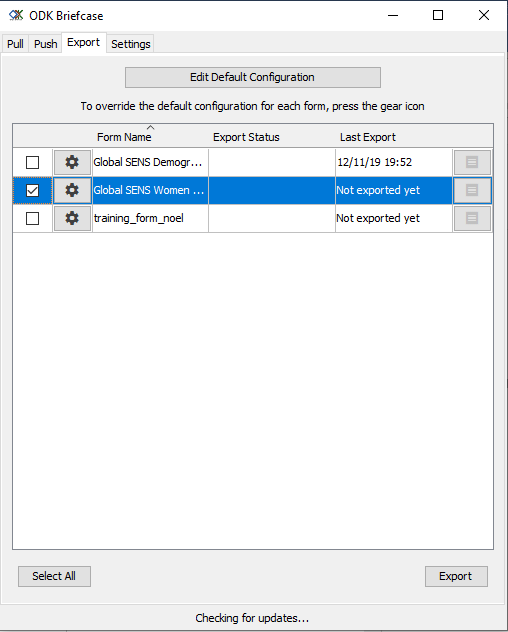 ODK Briefcase
Pull Push Export Settings
Edit Default Configuration
To override the default configuration for each form, press the gear icon
Form Name Export Status Last Export
Global SENS Demogr... 12/11/19 19:52
Global SENS Women ... Not exported yet
training_form_noel Not exported yet
Select All Export
Checking for updates...